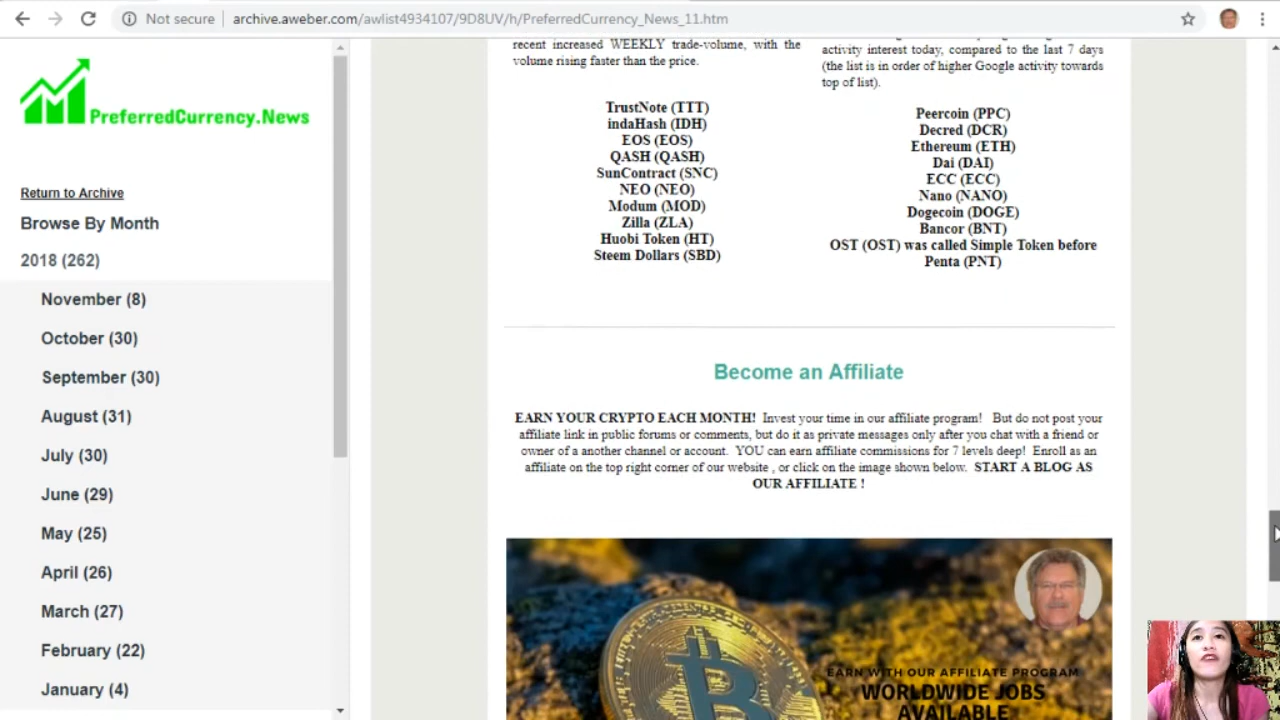 Not secure
archive.aweber.com/awlist4934107/9D8UV/h/PreferredCurrency_News_11.htm
PreferredCurrency.News
Return to Archive
Browse By Month
2018 (262)
November (8)
October (30)
September (30)
August (31)
July (30)
June (29)
May (25)
April (26)
March (27)
February (22)
January (4)
recent increased WEEKLY trade-volume, with the
volume rising faster than the price.
TrustNote (TTT)
indaHash (IDH)
EOS (EOS)
QASH (QASH)
SunContract (SNC)
NEO (NEO)
Modum (MOD)
Zilla (ZLA)
Huobi Token (HT)
Steem Dollars (SBD)
activity interest today, compared to the last 7 days
(the list is in order of higher Google activity towards
top of list).
Peercoin (PPC)
Decred (DCR)
Ethereum (ETH)
Dai (DAI)
ECC (ECC)
Nano (NANO)
Dogecoin (DOGE)
Bancor (BNT)
OST (OST) was called Simple Token before
Penta (PNT)
Become an Affiliate
EARN YOUR CRYPTO EACH MONTH! Invest your time in our affiliate program! But do not post your
affiliate link in public forums or comments, but do it as private messages only after you chat with a friend or
owner of a another channel or account. YOU can earn affiliate commissions for 7 levels deep! Enroll as an
affiliate on the top right corner of our website , or click on the image shown below. START A BLOG AS
OUR AFFILIATE !
EARN WITH OUR AFFILIATE PROGRAM
WORLDWIDE JOBS
AVAILABLE